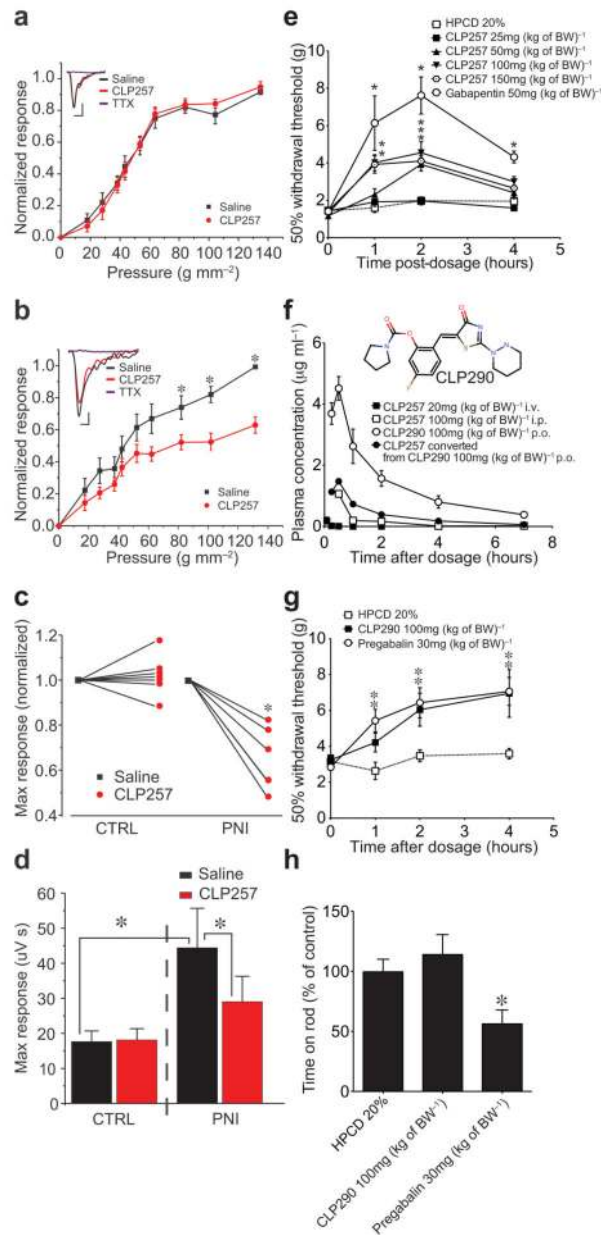 a
Saline
CLP257
TTX
Normalized response
1.0
0.8
0.6
0.4
0.2
0.0
Saline
CLP257
0 20 40 60 80 100 120 140
Pressure (g mm⁻²)
b
Saline
CLP257
TTX
Normalized response
1.0
0.8
0.6
0.4
0.2
0.0
* * *
Saline
CLP257
0 20 40 60 80 100 120 140
Pressure (g mm⁻²)
c
Max response (normalized)
1.2
1.0
0.8
0.6
0.4
*
Saline
CLP257
CTRL PNI
d
Saline
CLP257
Max response (uV s)
60
50
40
30
20
10
0
* *
CTRL PNI
e
HPCD 20%
CLP257 25mg (kg of BW)⁻¹
CLP257 50mg (kg of BW)⁻¹
CLP257 100mg (kg of BW)⁻¹
CLP257 150mg (kg of BW)⁻¹
Gabapentin 50mg (kg of BW)⁻¹
50% withdrawal threshold (g)
10
8
6
4
2
0
* * *
* *
* * *
0 1 2 3 4 5
Time post-dosage (hours)
f
CLP290
CLP257 20mg (kg of BW)⁻¹ i.v.
CLP257 100mg (kg of BW)⁻¹ i.p.
CLP290 100mg (kg of BW)⁻¹ p.o.
CLP257 converted
from CLP290 100mg (kg of BW)⁻¹ p.o.
Plasma concentration (µg ml⁻¹)
6
4
2
0
0 2 4 6 8
Time after dosage (hours)
g
HPCD 20%
CLP290 100mg (kg of BW)⁻¹
Pregabalin 30mg (kg of BW)⁻¹
50% withdrawal threshold (g)
10
8
6
4
2
0
* * *
* * *
0 1 2 3 4 5
Time after dosage (hours)
h
Time on rod (% of control)
150
100
50
0
*
HPCD 20%
CLP290 100mg (kg of BW⁻¹)
Pregabalin 30mg (kg of BW⁻¹)